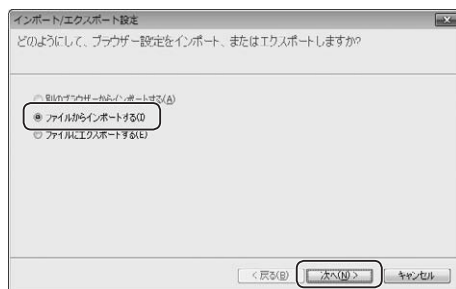 インポート/エクスポート設定
どのようにして、ブラウザー設定をインポート、またはエクスポートしますか?
別のブラウザーからインポートする(A)
ファイルからインポートする(I)
ファイルにエクスポートする(E)
< 戻る(B)
次へ(N) >
キャンセル